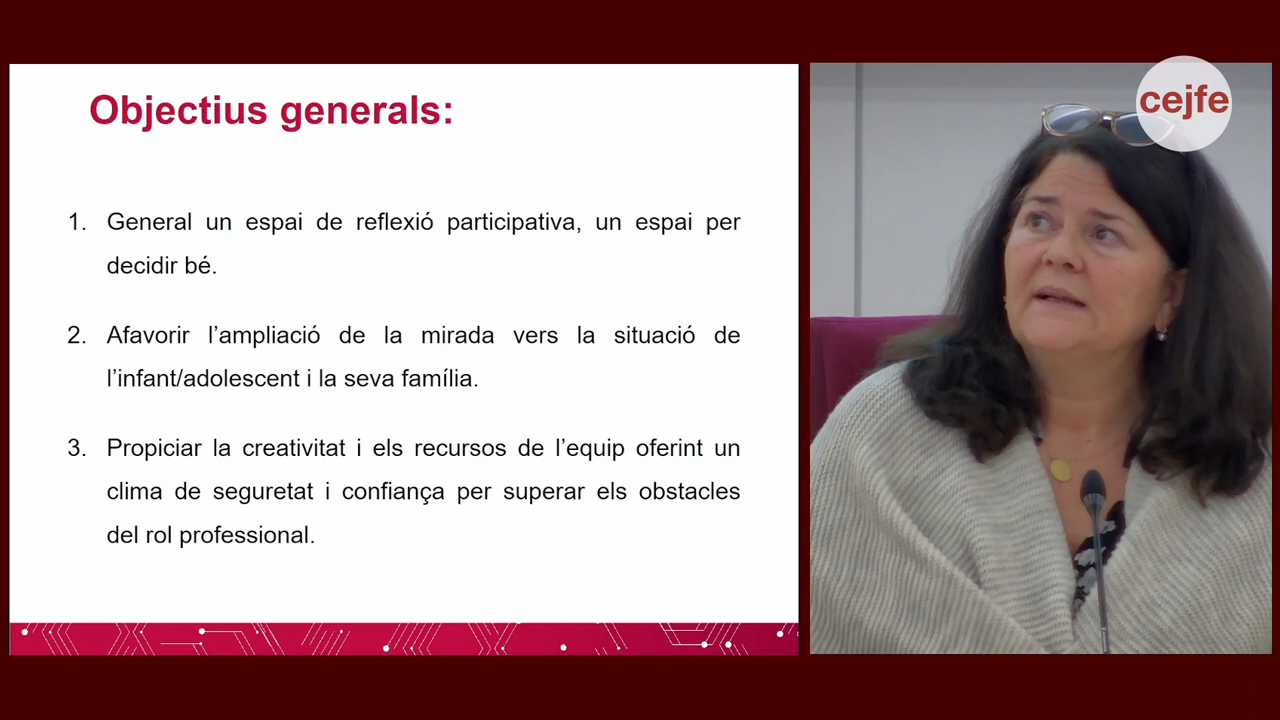 Objectius generals:
1. General un espai de reflexió participativa, un espai per
decidir bé.
2. Afavorir l’ampliació de la mirada vers la situació de
l’infant/adolescent i la seva família.
3. Propiciar la creativitat i els recursos de l’equip oferint un
clima de seguretat i confiança per superar els obstacles
del rol professional.
cejfe